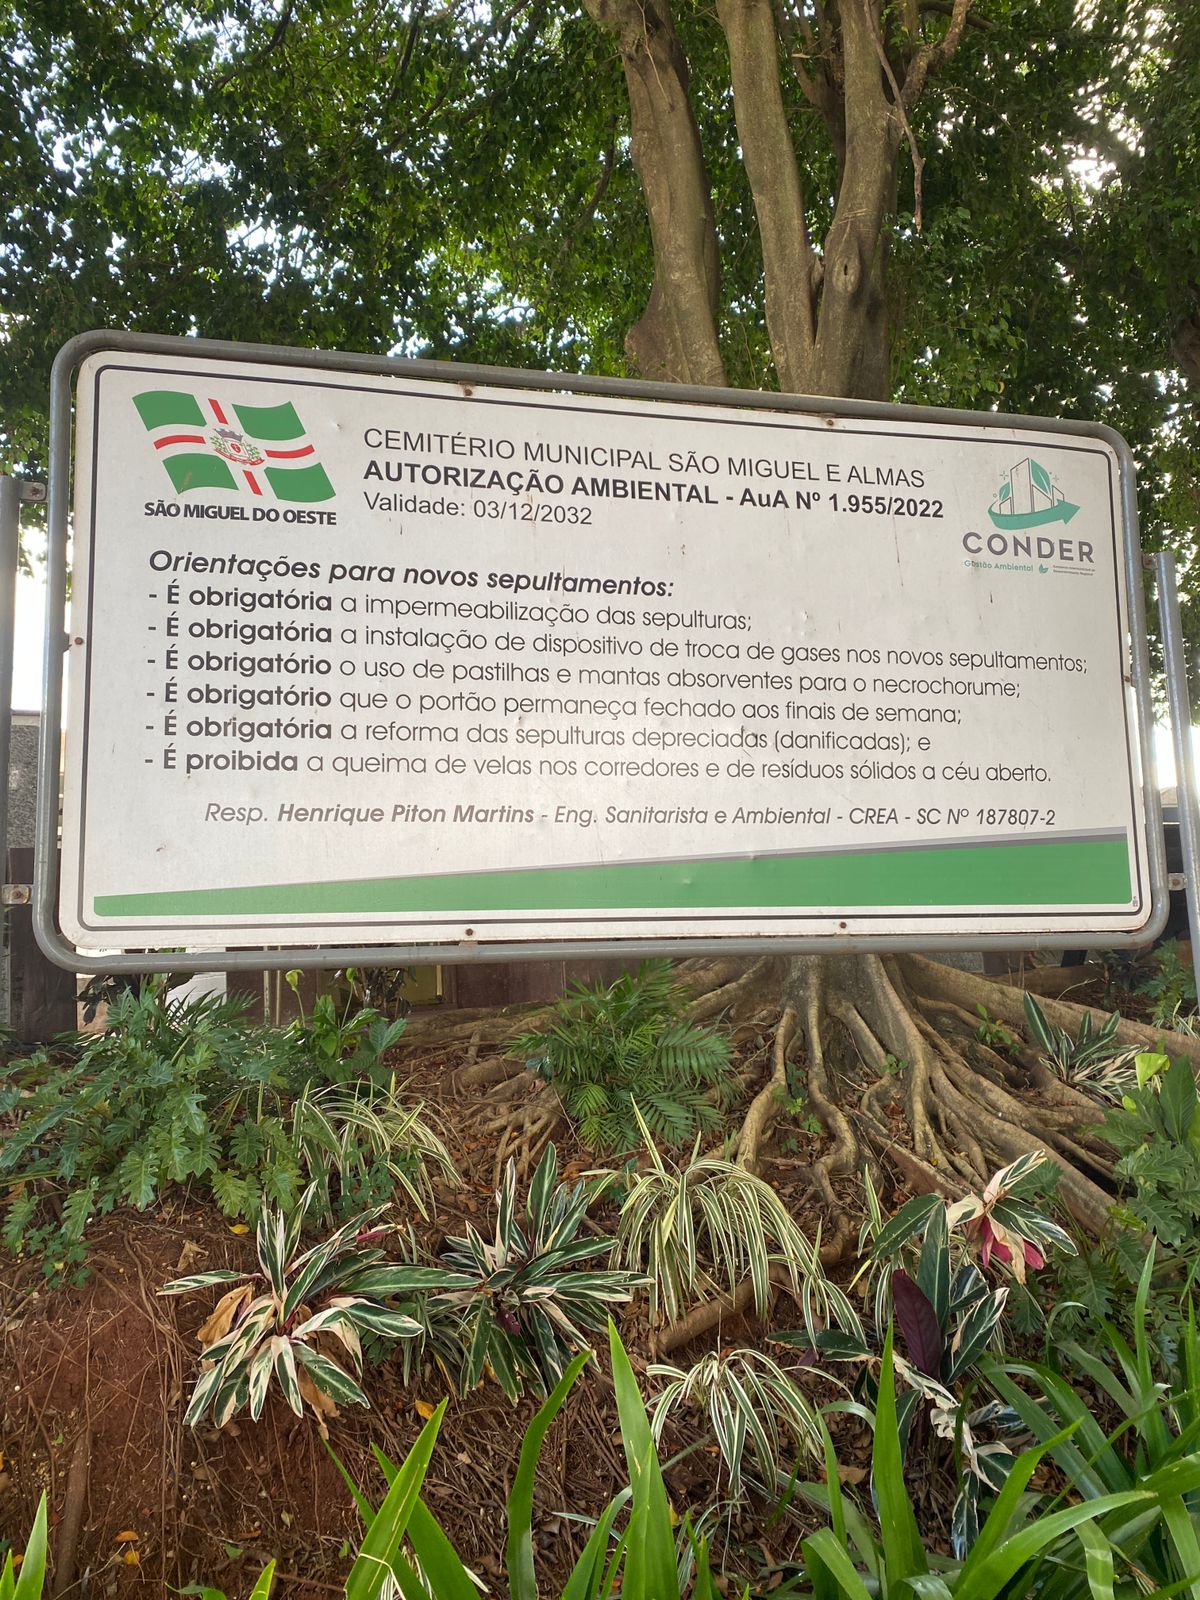 CEMITÉRIO MUNICIPAL SÃO MIGUEL E ALMAS
AUTORIZAÇÃO AMBIENTAL - AuA Nº 1.955/2022
Validade: 03/12/2032
SÃO MIGUEL DO OESTE
CONDER
Gestão Ambiental
Orientações para novos sepultamentos:
- É obrigatória a impermeabilização das sepulturas;
- É obrigatória a instalação de dispositivo de troca de gases nos novos sepultamentos;
- É obrigatório o uso de pastilhas e mantas absorventes para o necrochorume;
- É obrigatório que o portão permaneça fechado aos finais de semana;
- É obrigatória a reforma das sepulturas depreciadas (danificadas); e
- É proibida a queima de velas nos corredores e de resíduos sólidos a céu aberto.
Resp. Henrique Piton Martins - Eng. Sanitarista e Ambiental - CREA - SC Nº 187807-2